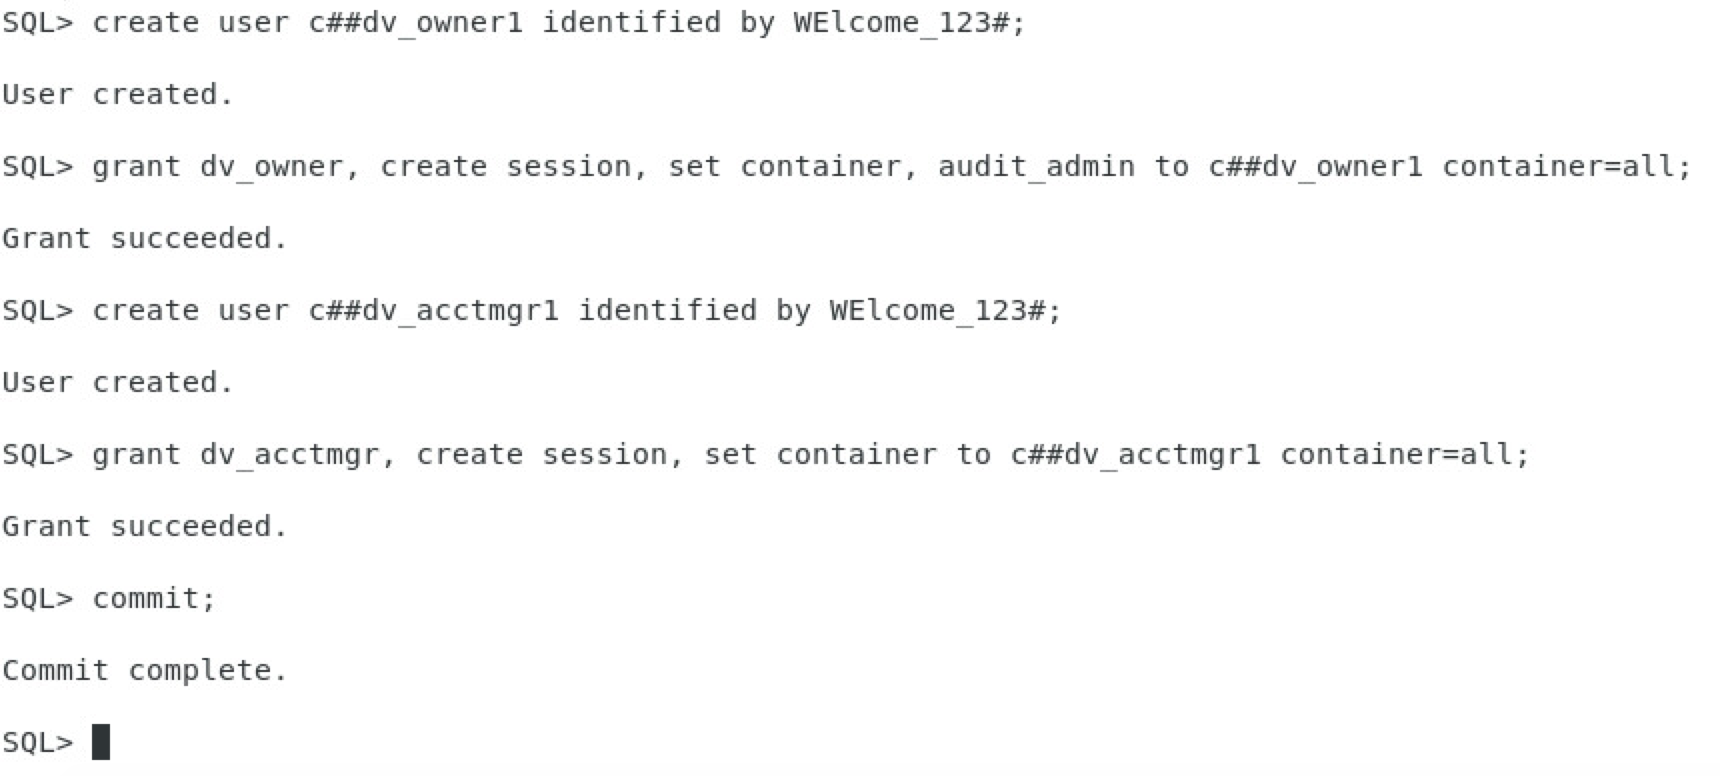 SQL> create user c##dv_owner1 identified by WElcome_123#;
User created.
SQL> grant dv_owner, create session, set container, audit_admin to c##dv_owner1 container=all;
Grant succeeded.
SQL> create user c##dv_acctmgr1 identified by WElcome_123#;
User created.
SQL> grant dv_acctmgr, create session, set container to c##dv_acctmgr1 container=all;
Grant succeeded.
SQL> commit;
Commit complete.
SQL>